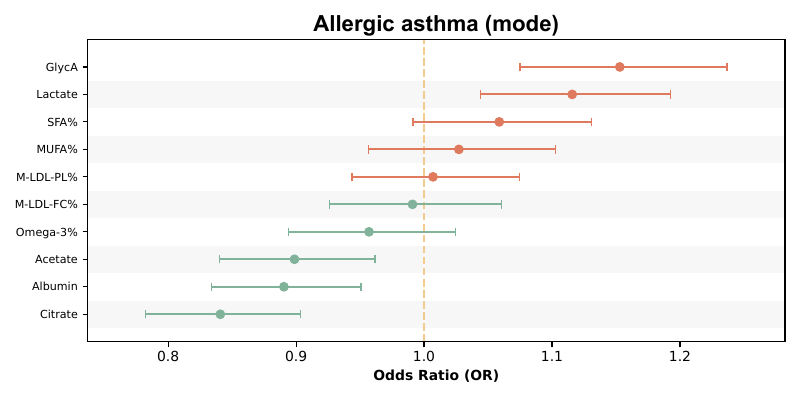 Allergic asthma (mode)
GlycA
Lactate
SFA%
MUFA%
M-LDL-PL%
M-LDL-FC%
Omega-3%
Acetate
Albumin
Citrate
0.8 0.9 1.0 1.1 1.2
Odds Ratio (OR)